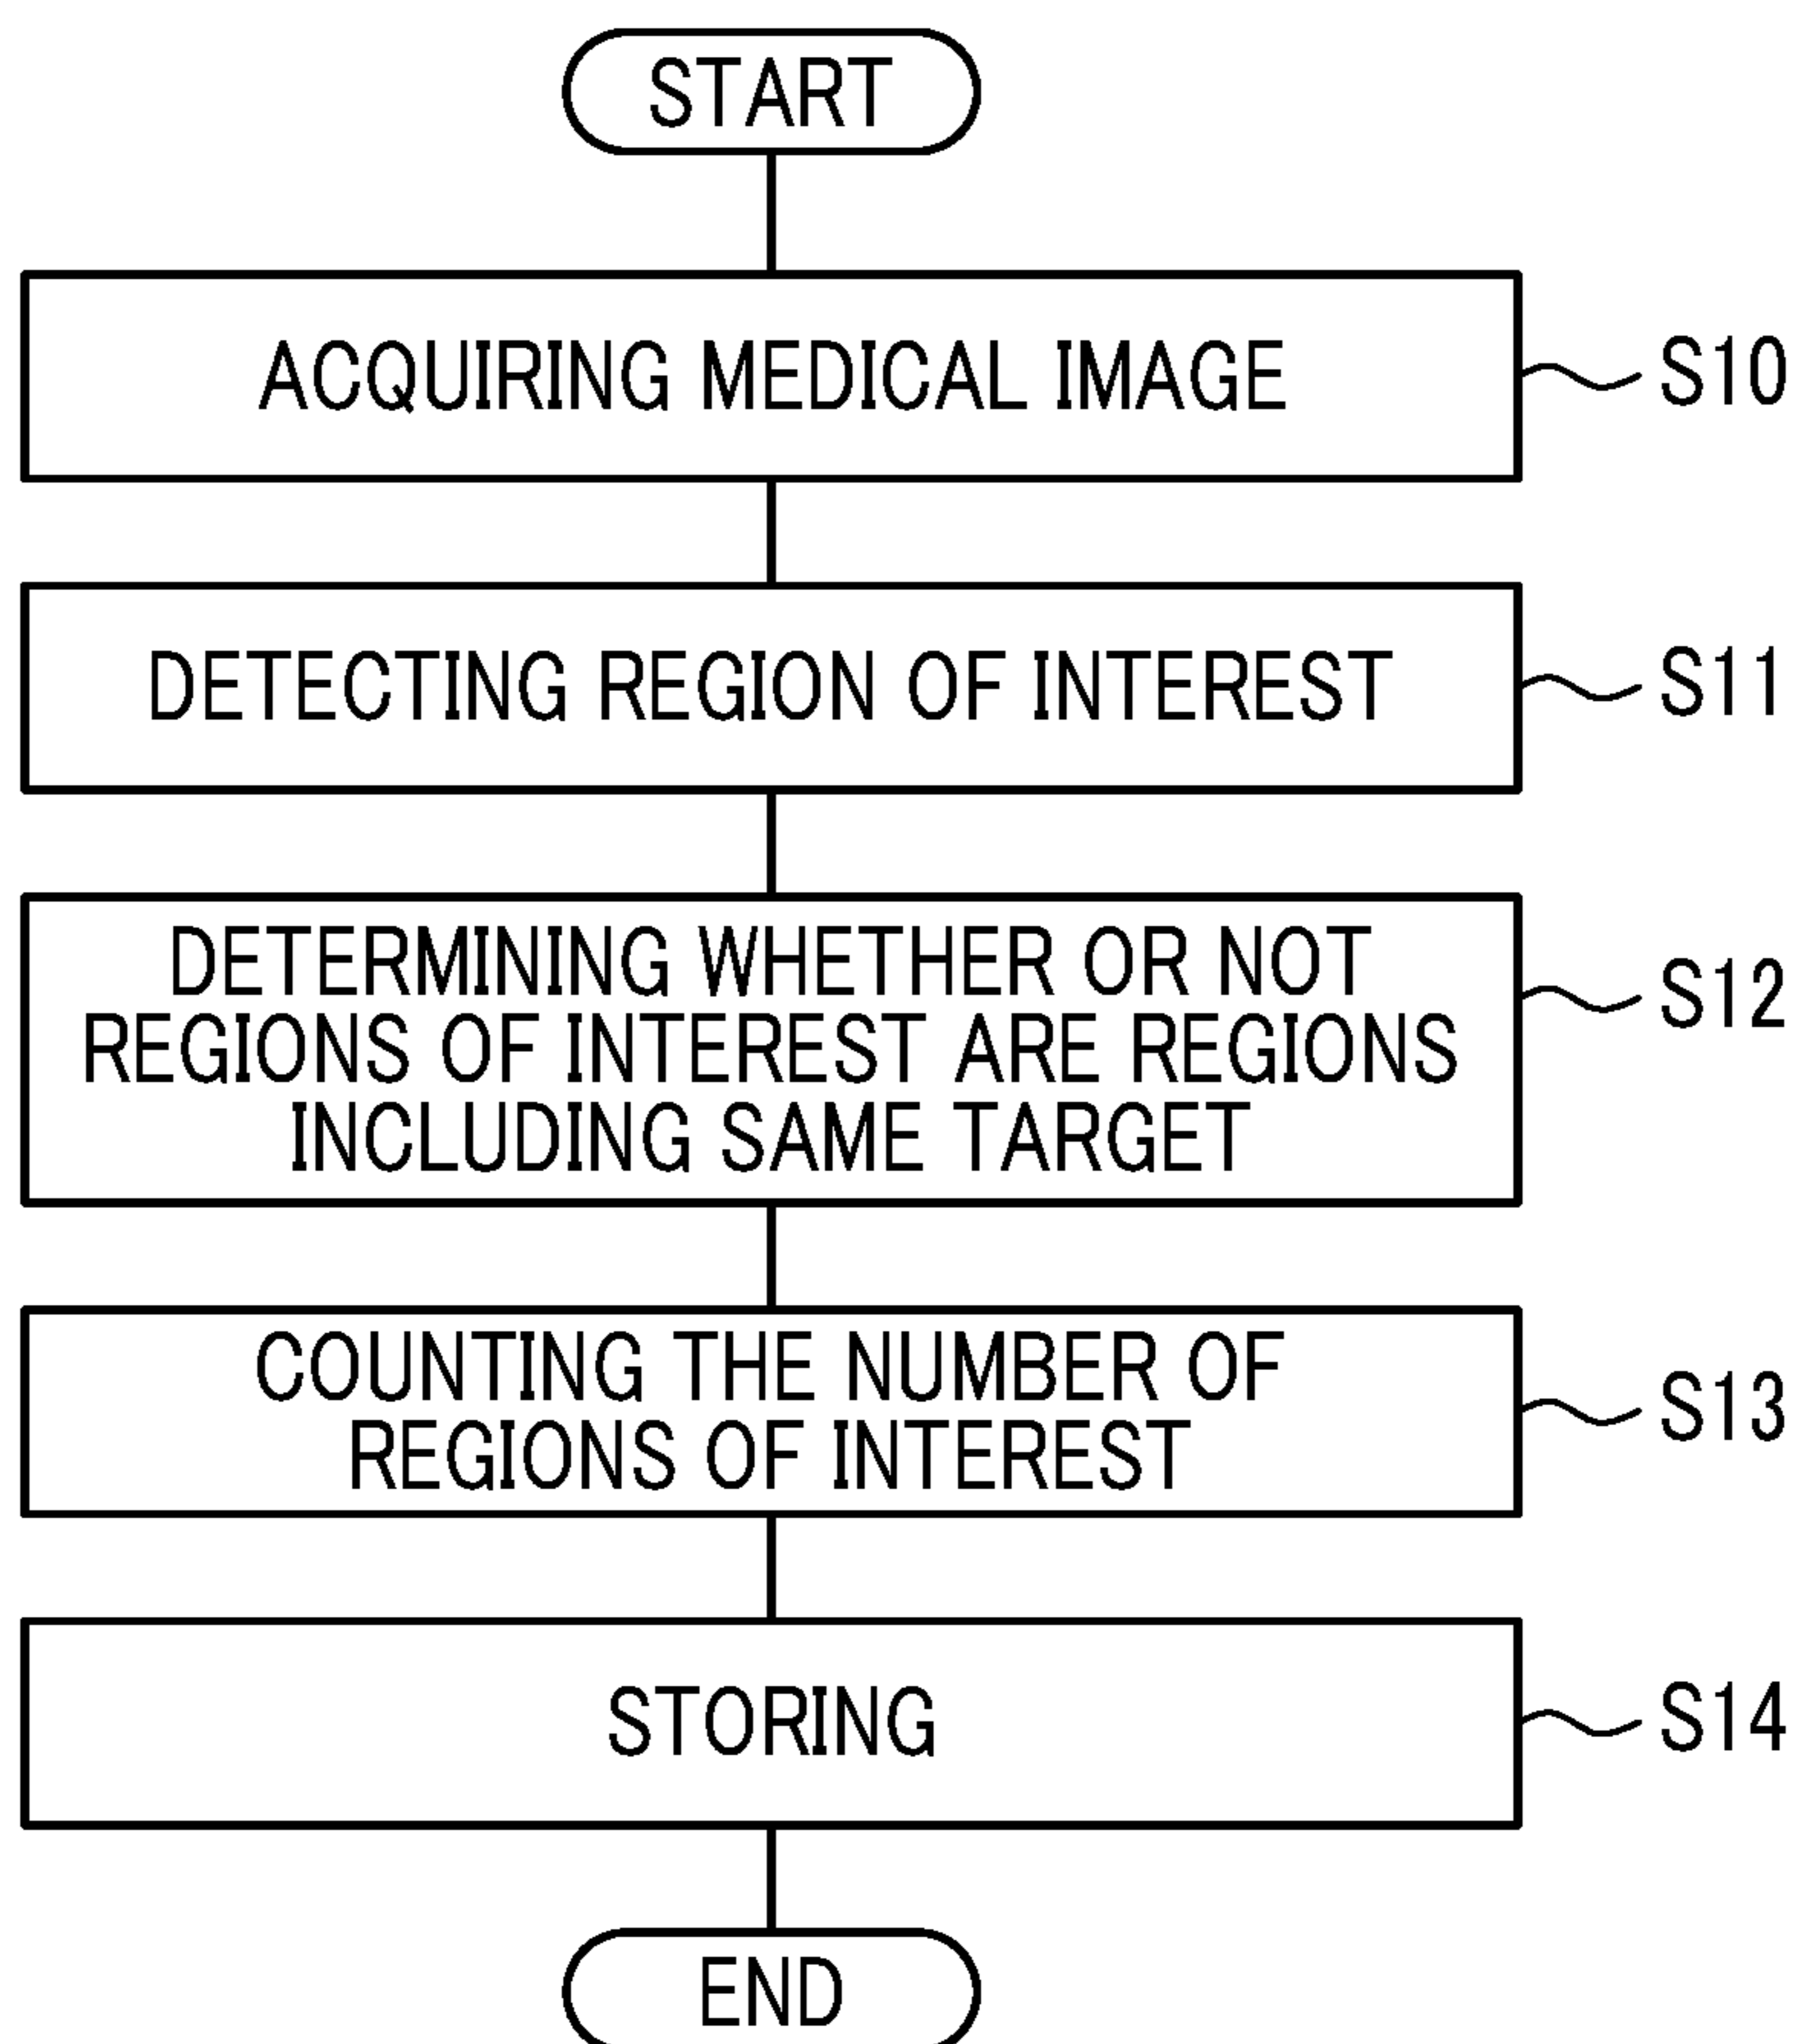 START
ACQUIRING MEDICAL IMAGE
S10
DETECTING REGION OF INTEREST
S11
DETERMINING WHETHER OR NOT
REGIONS OF INTEREST ARE REGIONS
INCLUDING SAME TARGET
S12
COUNTING THE NUMBER OF
REGIONS OF INTEREST
S13
STORING
S14
END